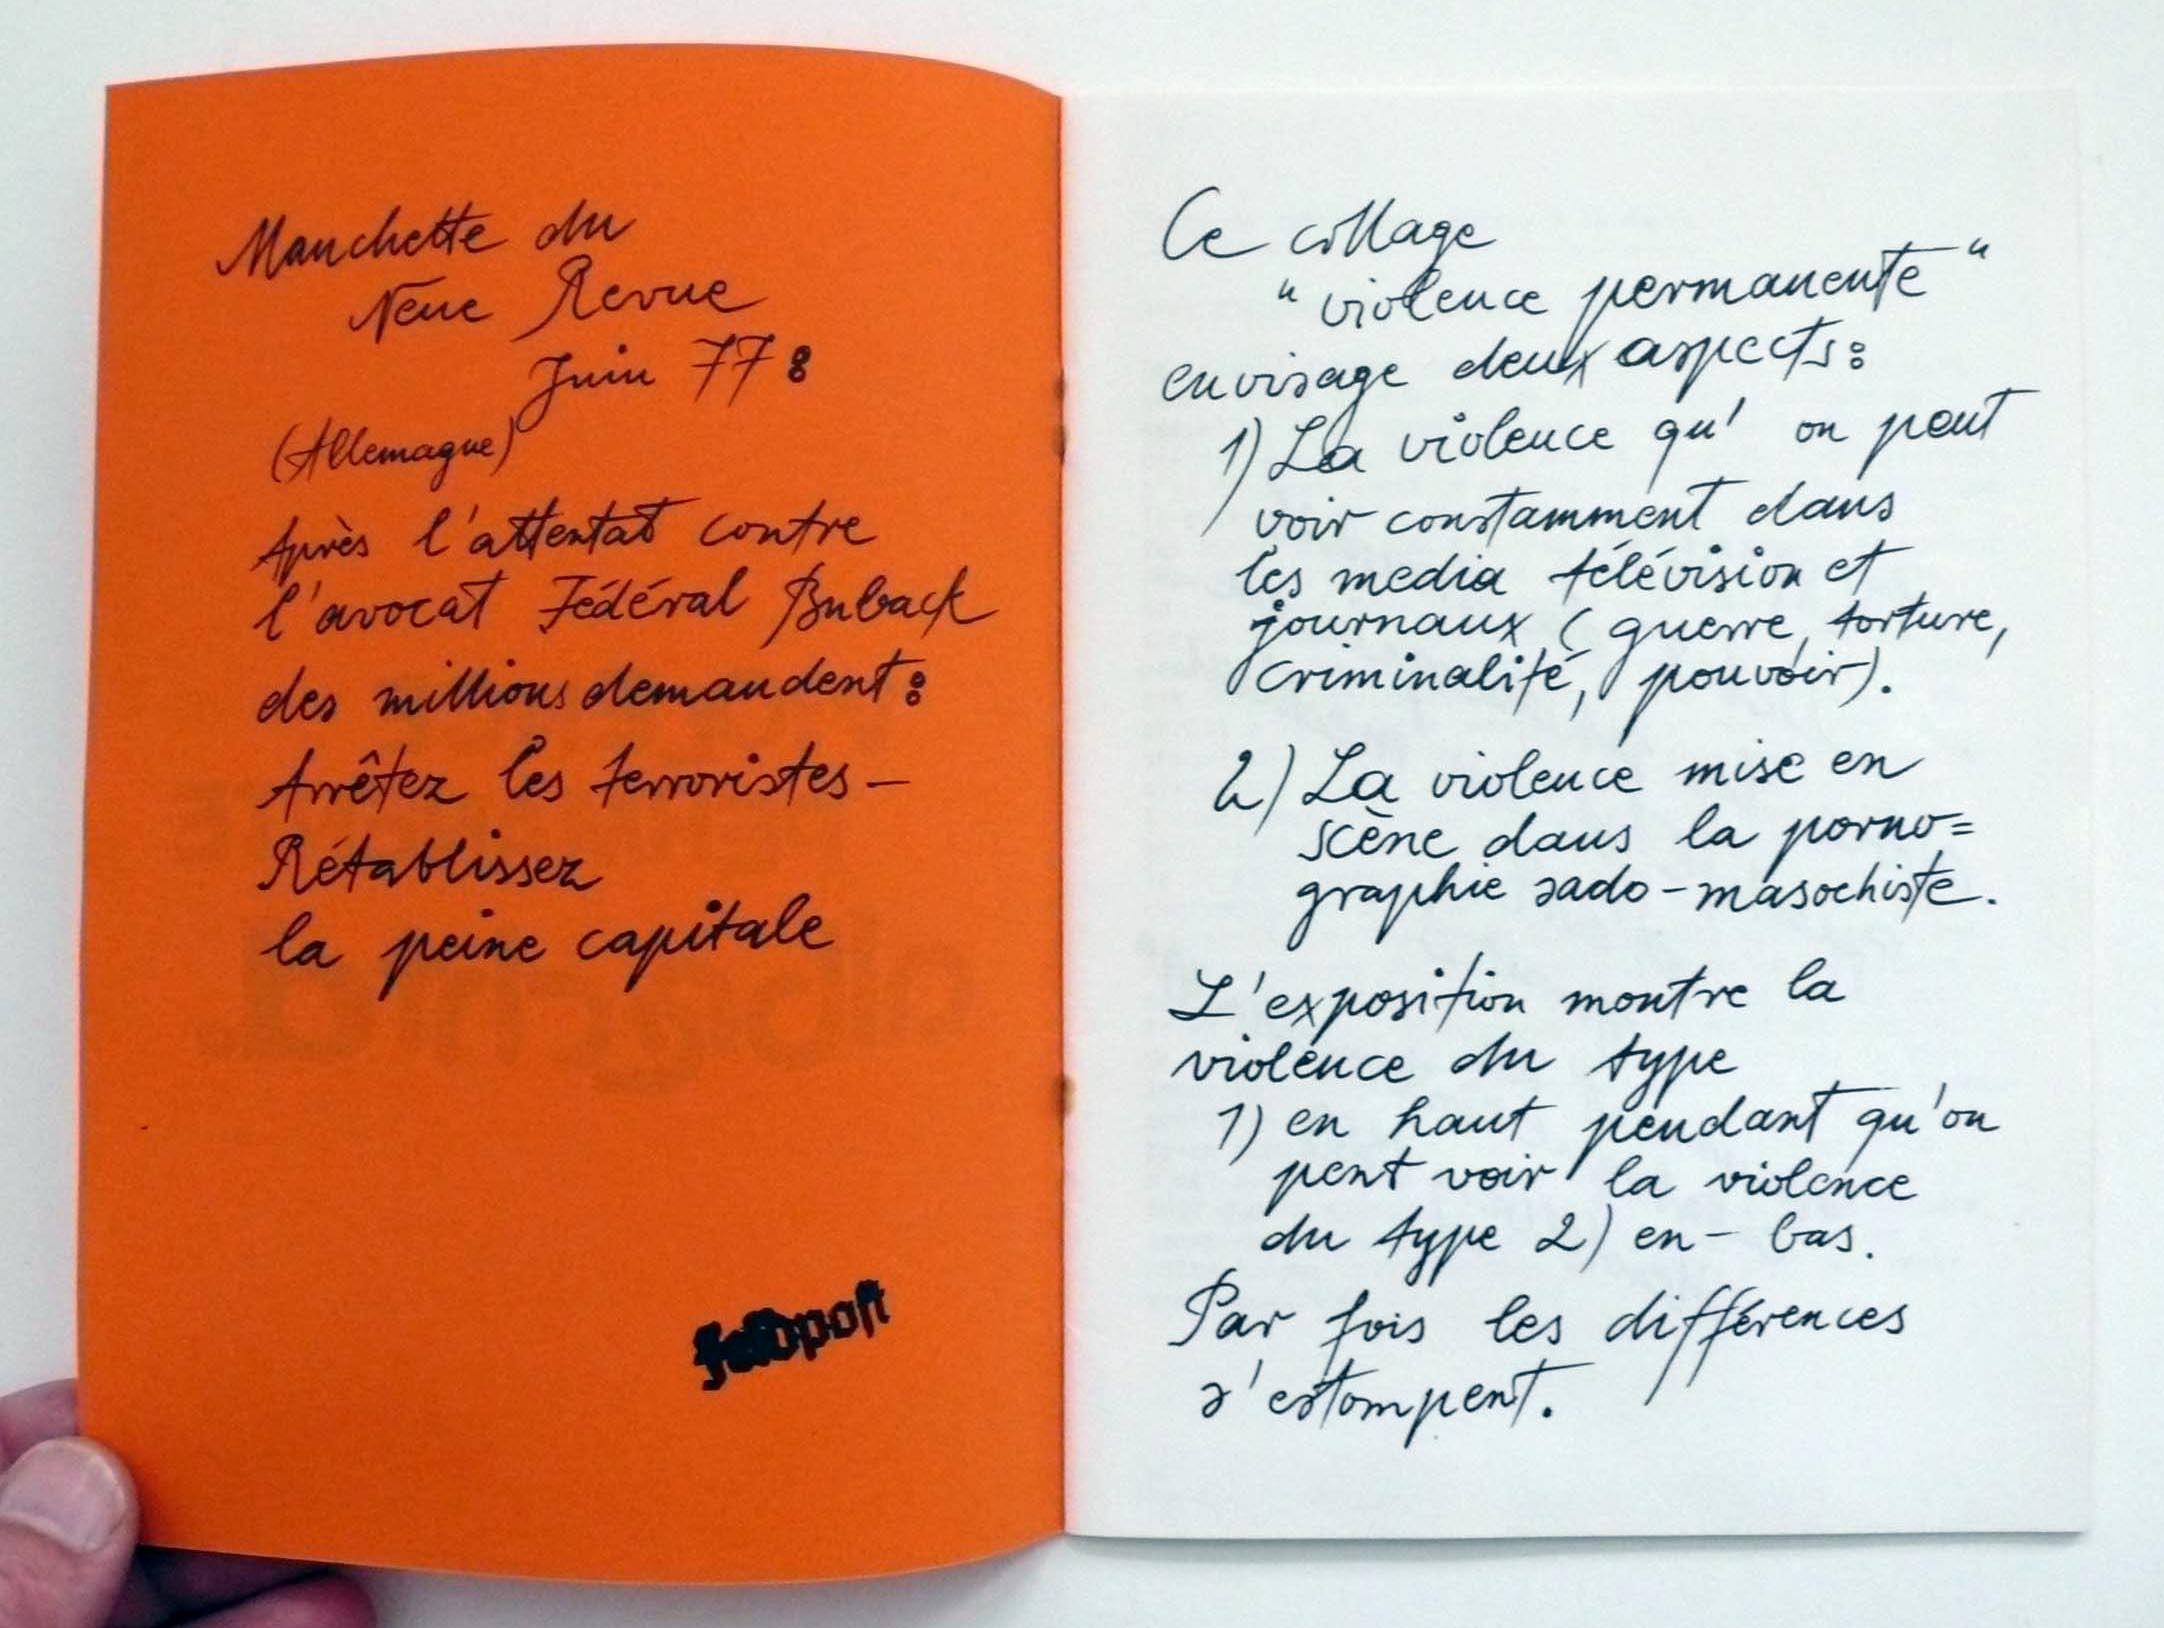 Manchette du
Neue Revue
Juin 77:
(Allemagne)
Après l'attentat contre
l'avocat Fédéral Buback
des millions demandent:
Arrêtez les terroristes –
Rétablissez
la peine capitale
feldpost
Ce collage
"violence permanente"
envisage deux aspects:
1) La violence qu'on peut
voir constamment dans
les media télévision et
journaux (guerre, torture,
criminalité, pouvoir).
2) La violence mise en
scène dans la porno=
graphie sado-masochiste.
L'exposition montre la
violence du type
1) en haut pendant qu'on
peut voir la violence
du type 2) en-bas.
Par fois les différences
s'estompent.